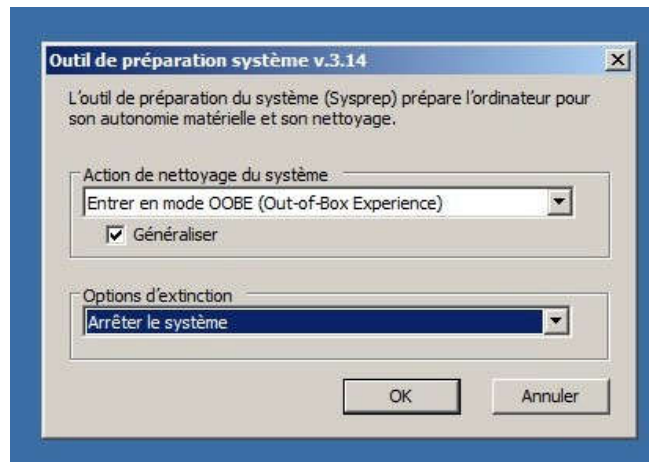 Outil de préparation système v.3.14
L'outil de préparation du système (Sysprep) prépare l'ordinateur pour
son autonomie matérielle et son nettoyage.
Action de nettoyage du système
Entrer en mode OOBE (Out-of-Box Experience)
Généraliser
Options d'extinction
Arrêter le système
OK
Annuler